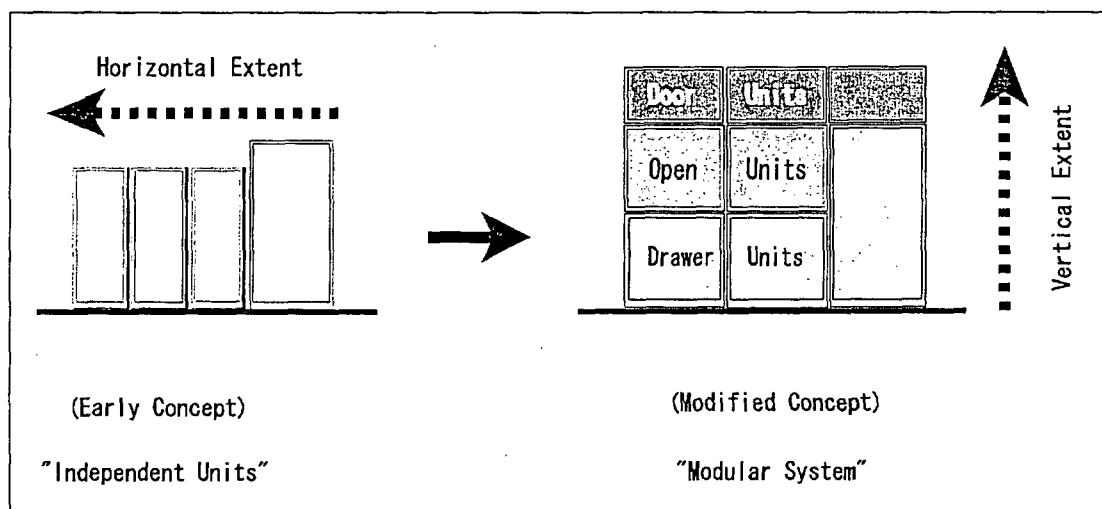 Horizontal Extent
Door Units
Open Units
Drawer Units
Vertical Extent
(Early Concept)
(Modified Concept)
"Independent Units"
"Modular System"